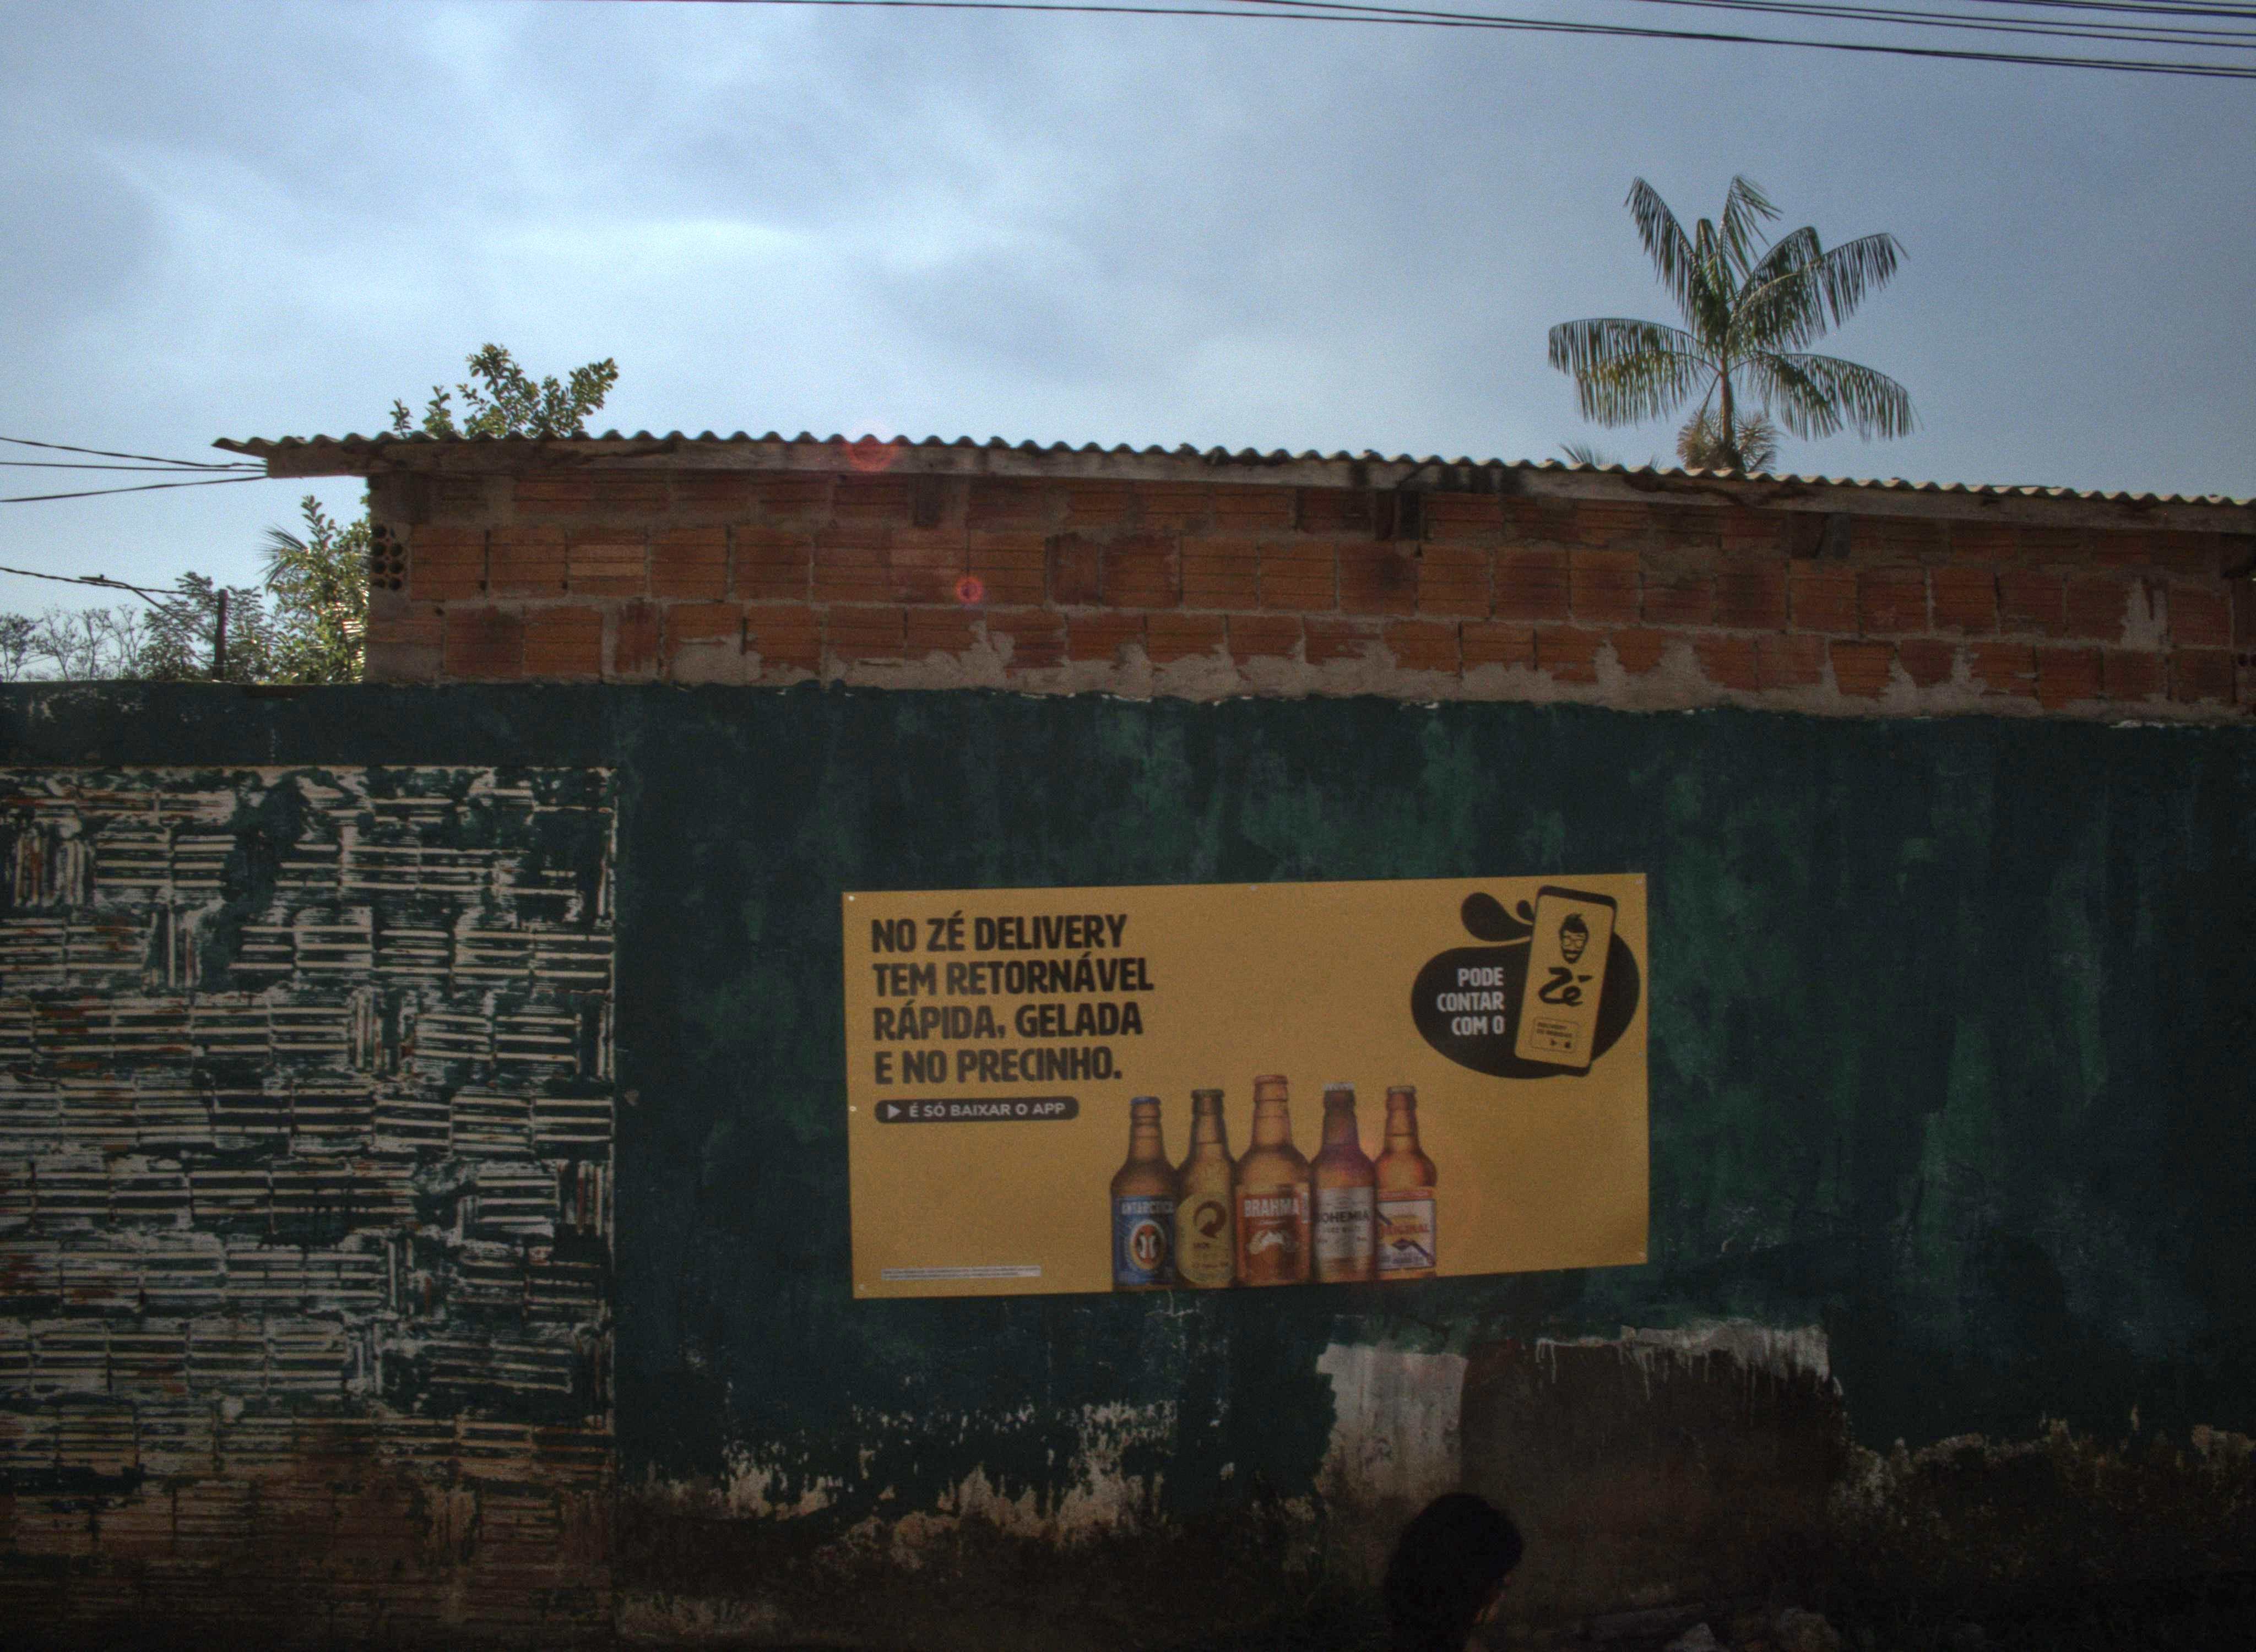 NO ZÉ DELIVERY
TEM RETORNÁVEL
RÁPIDA, GELADA
E NO PRECINHO.
É SÓ BAIXAR O APP
PODE
CONTAR
COM O
Zé
ANTARCTICA
BRAHMA
BOHEMIA
ORIGINAL